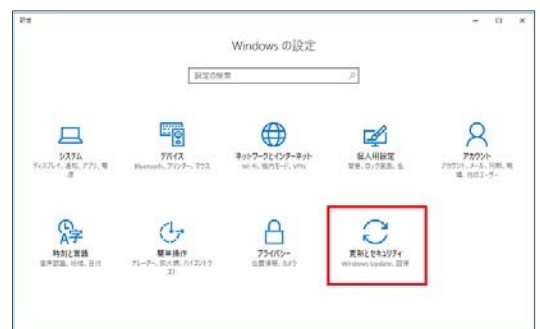 設定
Windows の設定
設定の検索
システム
ディスプレイ、通知、アプリ、電
源
デバイス
Bluetooth、プリンター、マウス
ネットワークとインターネット
Wi-Fi、機内モード、VPN
個人用設定
背景、ロック画面、色
アカウント
アカウント、メール、同期、職
場、他のユーザー
時刻と言語
音声認識、地域、日付
簡単操作
ナレーター、拡大鏡、ハイコントラ
スト
プライバシー
位置情報、カメラ
更新とセキュリティ
Windows Update、回復